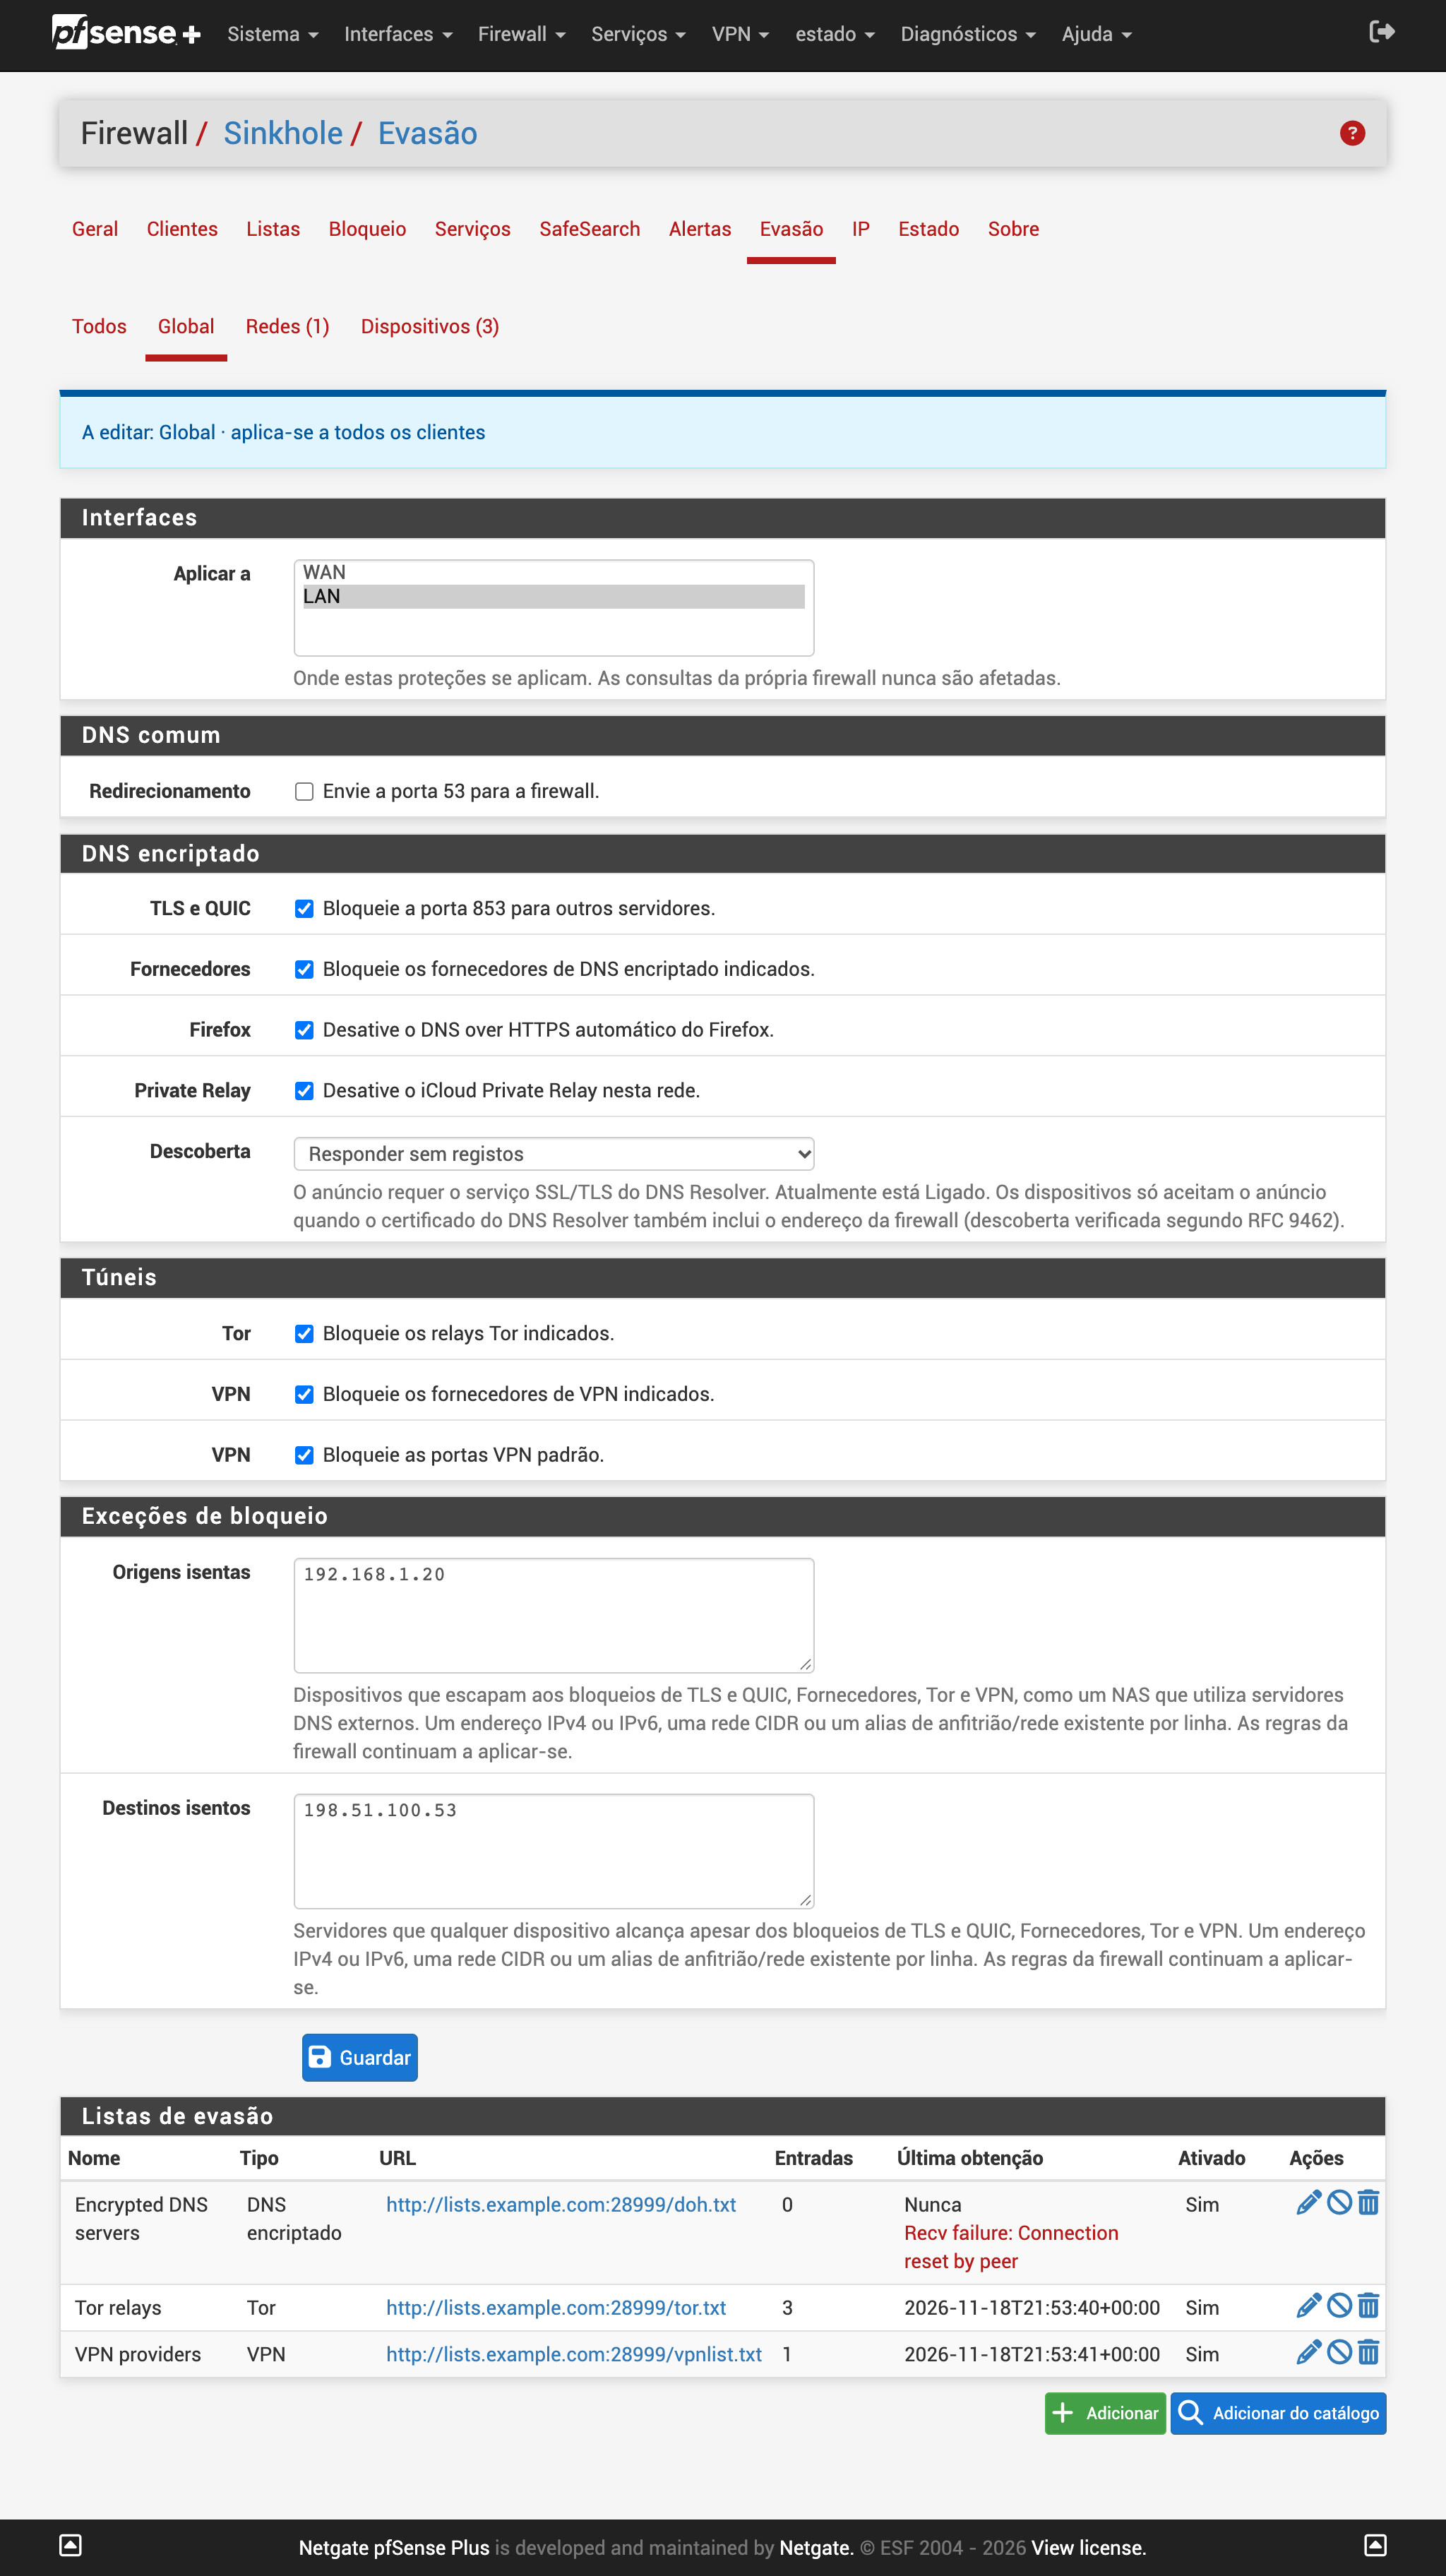 pfsense+ Sistema Interfaces Firewall Serviços VPN estado Diagnósticos Ajuda
Firewall / Sinkhole / Evasão
Geral Clientes Listas Bloqueio Serviços SafeSearch Alertas Evasão IP Estado Sobre
Todos Global Redes (1) Dispositivos (3)
A editar: Global · aplica-se a todos os clientes
Interfaces
Aplicar a
WAN
LAN
Onde estas proteções se aplicam. As consultas da própria firewall nunca são afetadas.
DNS comum
Redirecionamento Envie a porta 53 para a firewall.
DNS encriptado
TLS e QUIC Bloqueie a porta 853 para outros servidores.
Fornecedores Bloqueie os fornecedores de DNS encriptado indicados.
Firefox Desative o DNS over HTTPS automático do Firefox.
Private Relay Desative o iCloud Private Relay nesta rede.
Descoberta Responder sem registos
O anúncio requer o serviço SSL/TLS do DNS Resolver. Atualmente está Ligado. Os dispositivos só aceitam o anúncio
quando o certificado do DNS Resolver também inclui o endereço da firewall (descoberta verificada segundo RFC 9462).
Túneis
Tor Bloqueie os relays Tor indicados.
VPN Bloqueie os fornecedores de VPN indicados.
VPN Bloqueie as portas VPN padrão.
Exceções de bloqueio
Origens isentas 192.168.1.20
Dispositivos que escapam aos bloqueios de TLS e QUIC, Fornecedores, Tor e VPN, como um NAS que utiliza servidores
DNS externos. Um endereço IPv4 ou IPv6, uma rede CIDR ou um alias de anfitrião/rede existente por linha. As regras da
firewall continuam a aplicar-se.
Destinos isentos 198.51.100.53
Servidores que qualquer dispositivo alcança apesar dos bloqueios de TLS e QUIC, Fornecedores, Tor e VPN. Um endereço
IPv4 ou IPv6, uma rede CIDR ou um alias de anfitrião/rede existente por linha. As regras da firewall continuam a aplicar-
se.
Guardar
Listas de evasão
Nome Tipo URL Entradas Última obtenção Ativado Ações
Encrypted DNS DNS http://lists.example.com:28999/doh.txt 0 Nunca Sim
servers encriptado Recv failure: Connection
reset by peer
Tor relays Tor http://lists.example.com:28999/tor.txt 3 2026-11-18T21:53:40+00:00 Sim
VPN providers VPN http://lists.example.com:28999/vpnlist.txt 1 2026-11-18T21:53:41+00:00 Sim
Adicionar Adicionar do catálogo
Netgate pfSense Plus is developed and maintained by Netgate. © ESF 2004 - 2026 View license.